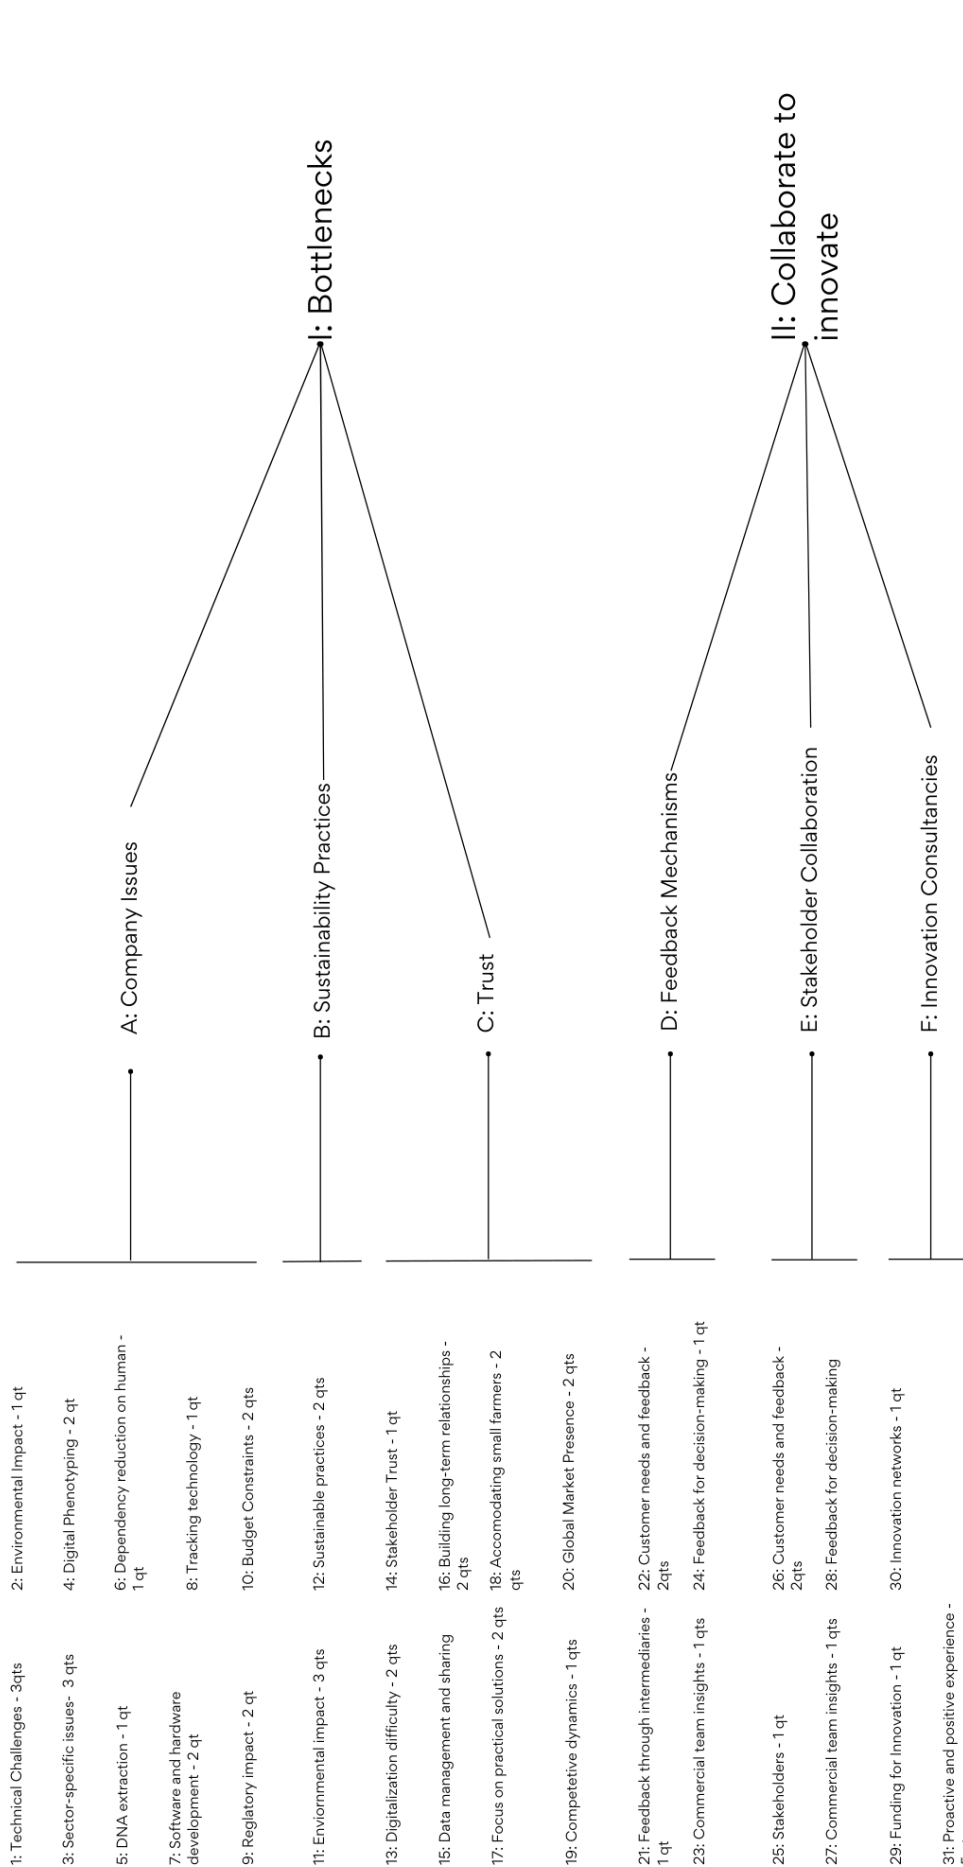 1: Technical Challenges - 3qts
2: Environmental Impact - 1 qt
3: Sector-specific issues- 3 qts
4: Digital Phenotyping - 2 qt
5: DNA extraction - 1 qt
6: Dependency reduction on human -
1 qt
7: Software and hardware
development - 2 qt
8: Tracking technology - 1 qt
9: Reglatory impact - 2 qt
10: Budget Constraints - 2 qts
A: Company Issues
11: Enviornmental impact - 3 qts
12: Sustainable practices - 2 qts
B: Sustainability Practices
13: Digitalization difficulty - 2 qts
14: Stakeholder Trust - 1 qt
15: Data management and sharing
16: Building long-term relationships -
2 qts
17: Focus on practical solutions - 2 qts
18: Accomodating small farmers - 2
qts
19: Competetive dynamics - 1 qts
20: Global Market Presence - 2 qts
C: Trust
I: Bottlenecks
21: Feedback through intermediaries -
1 qt
22: Customer needs and feedback -
2qts
23: Commercial team insights - 1 qts
24: Feedback for decision-making - 1 qt
D: Feedback Mechanisms
25: Stakeholders - 1 qt
26: Customer needs and feedback -
2qts
27: Commercial team insights - 1 qts
28: Feedback for decision-making
E: Stakeholder Collaboration
29: Funding for Innovation - 1 qt
30: Innovation networks - 1 qt
31: Proactive and positive experience -
F: Innovation Consultancies
II: Collaborate to
innovate